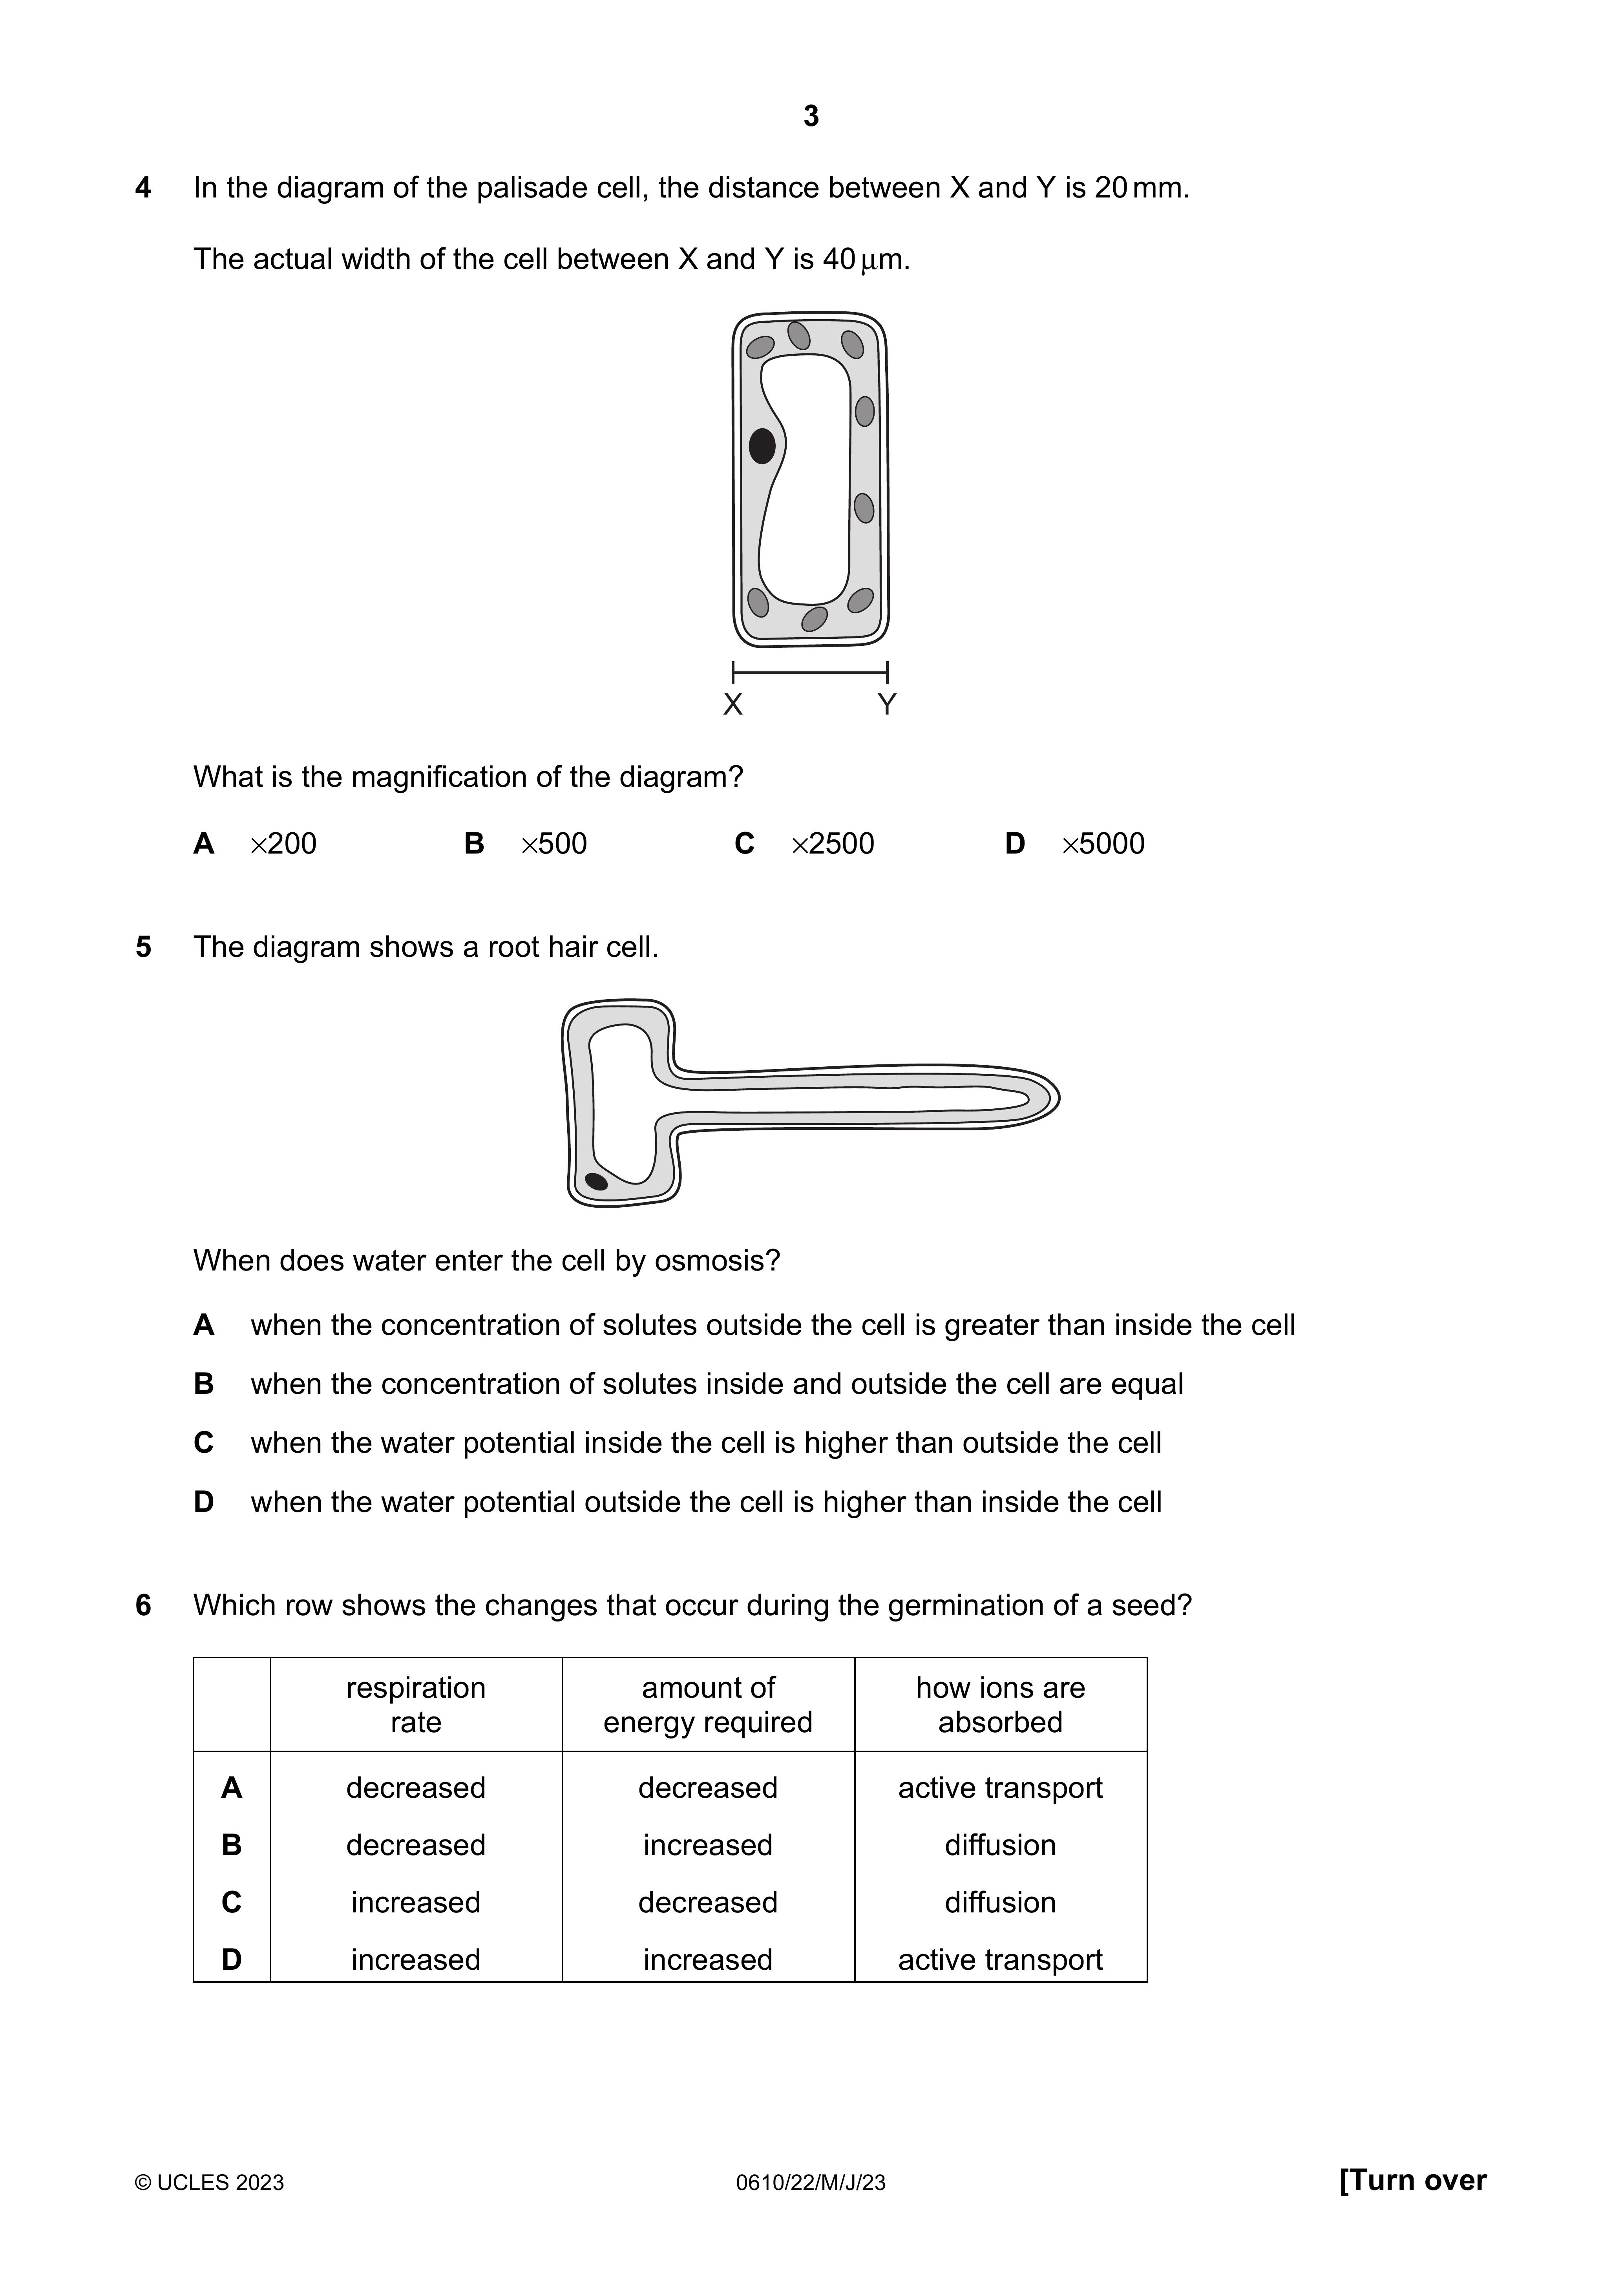 3
4 In the diagram of the palisade cell, the distance between X and Y is 20 mm.
The actual width of the cell between X and Y is 40 µm.
X Y
What is the magnification of the diagram?
A ×200 B ×500 C ×2500 D ×5000
5 The diagram shows a root hair cell.
When does water enter the cell by osmosis?
A when the concentration of solutes outside the cell is greater than inside the cell
B when the concentration of solutes inside and outside the cell are equal
C when the water potential inside the cell is higher than outside the cell
D when the water potential outside the cell is higher than inside the cell
6 Which row shows the changes that occur during the germination of a seed?
respiration rate amount of energy required how ions are absorbed
A decreased decreased active transport
B decreased increased diffusion
C increased decreased diffusion
D increased increased active transport
© UCLES 2023 0610/22/M/J/23 [Turn over